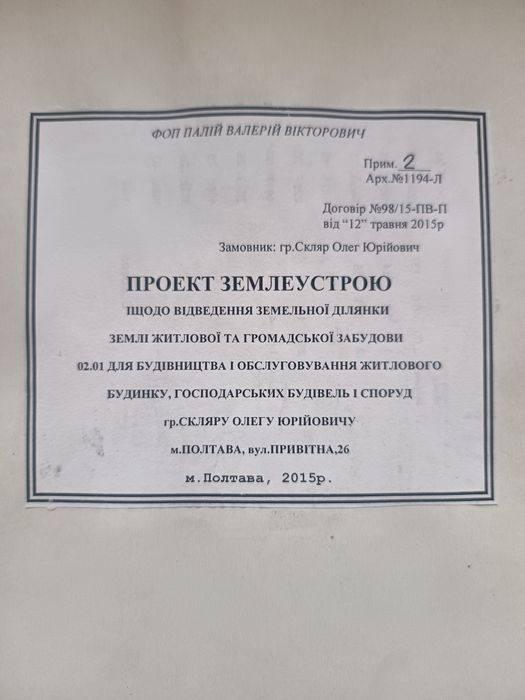 ФОП ПАЛІЙ ВАЛЕРІЙ ВІКТОРОВИЧ
Прим. 2
Арх.№1194-Л
Договір №98/15-ПВ-П
від “12” травня 2015р
Замовник: гр.Скляр Олег Юрійович
ПРОЕКТ ЗЕМЛЕУСТРОЮ
ІЩОДО ВІДВЕДЕННЯ ЗЕМЕЛЬНОЇ ДІЛЯНКИ
ЗЕМЛІ ЖИТЛОВОЇ ТА ГРОМАДСЬКОЇ ЗАБУДОВИ
02.01 ДЛЯ БУДІВНИЦТВА І ОБСЛУГОВУВАННЯ ЖИТЛОВОГО
БУДИНКУ, ГОСПОДАРСЬКИХ БУДІВЕЛЬ І СПОРУД
гр.СКЛЯРУ ОЛЕГУ ЮРІЙОВИЧУ
м.ПОЛТАВА, вул.ПРИВІТНА,26
м.Полтава, 2015р.